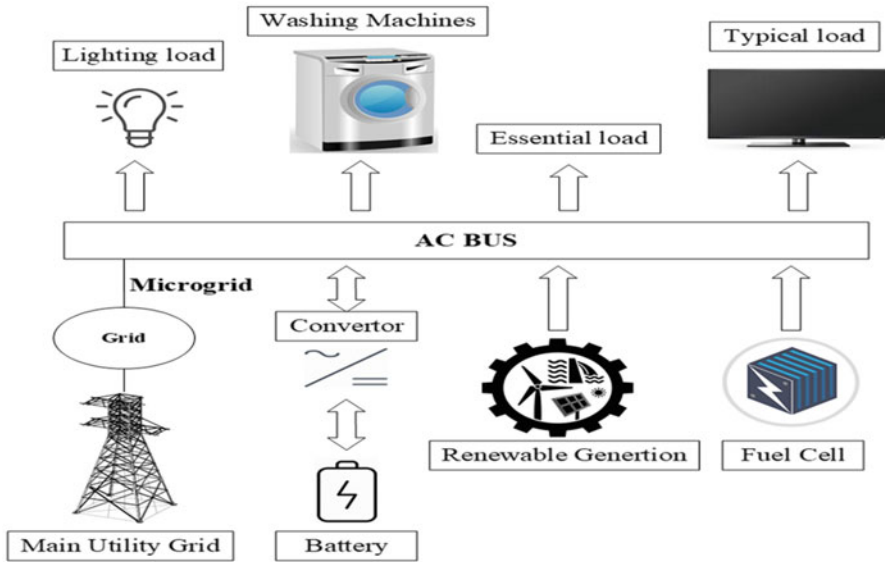 Washing Machines
Lighting load
Typical load
Essential load
AC BUS
Microgrid
Grid
Convertor
Renewable Genertion
Fuel Cell
Main Utility Grid
Battery